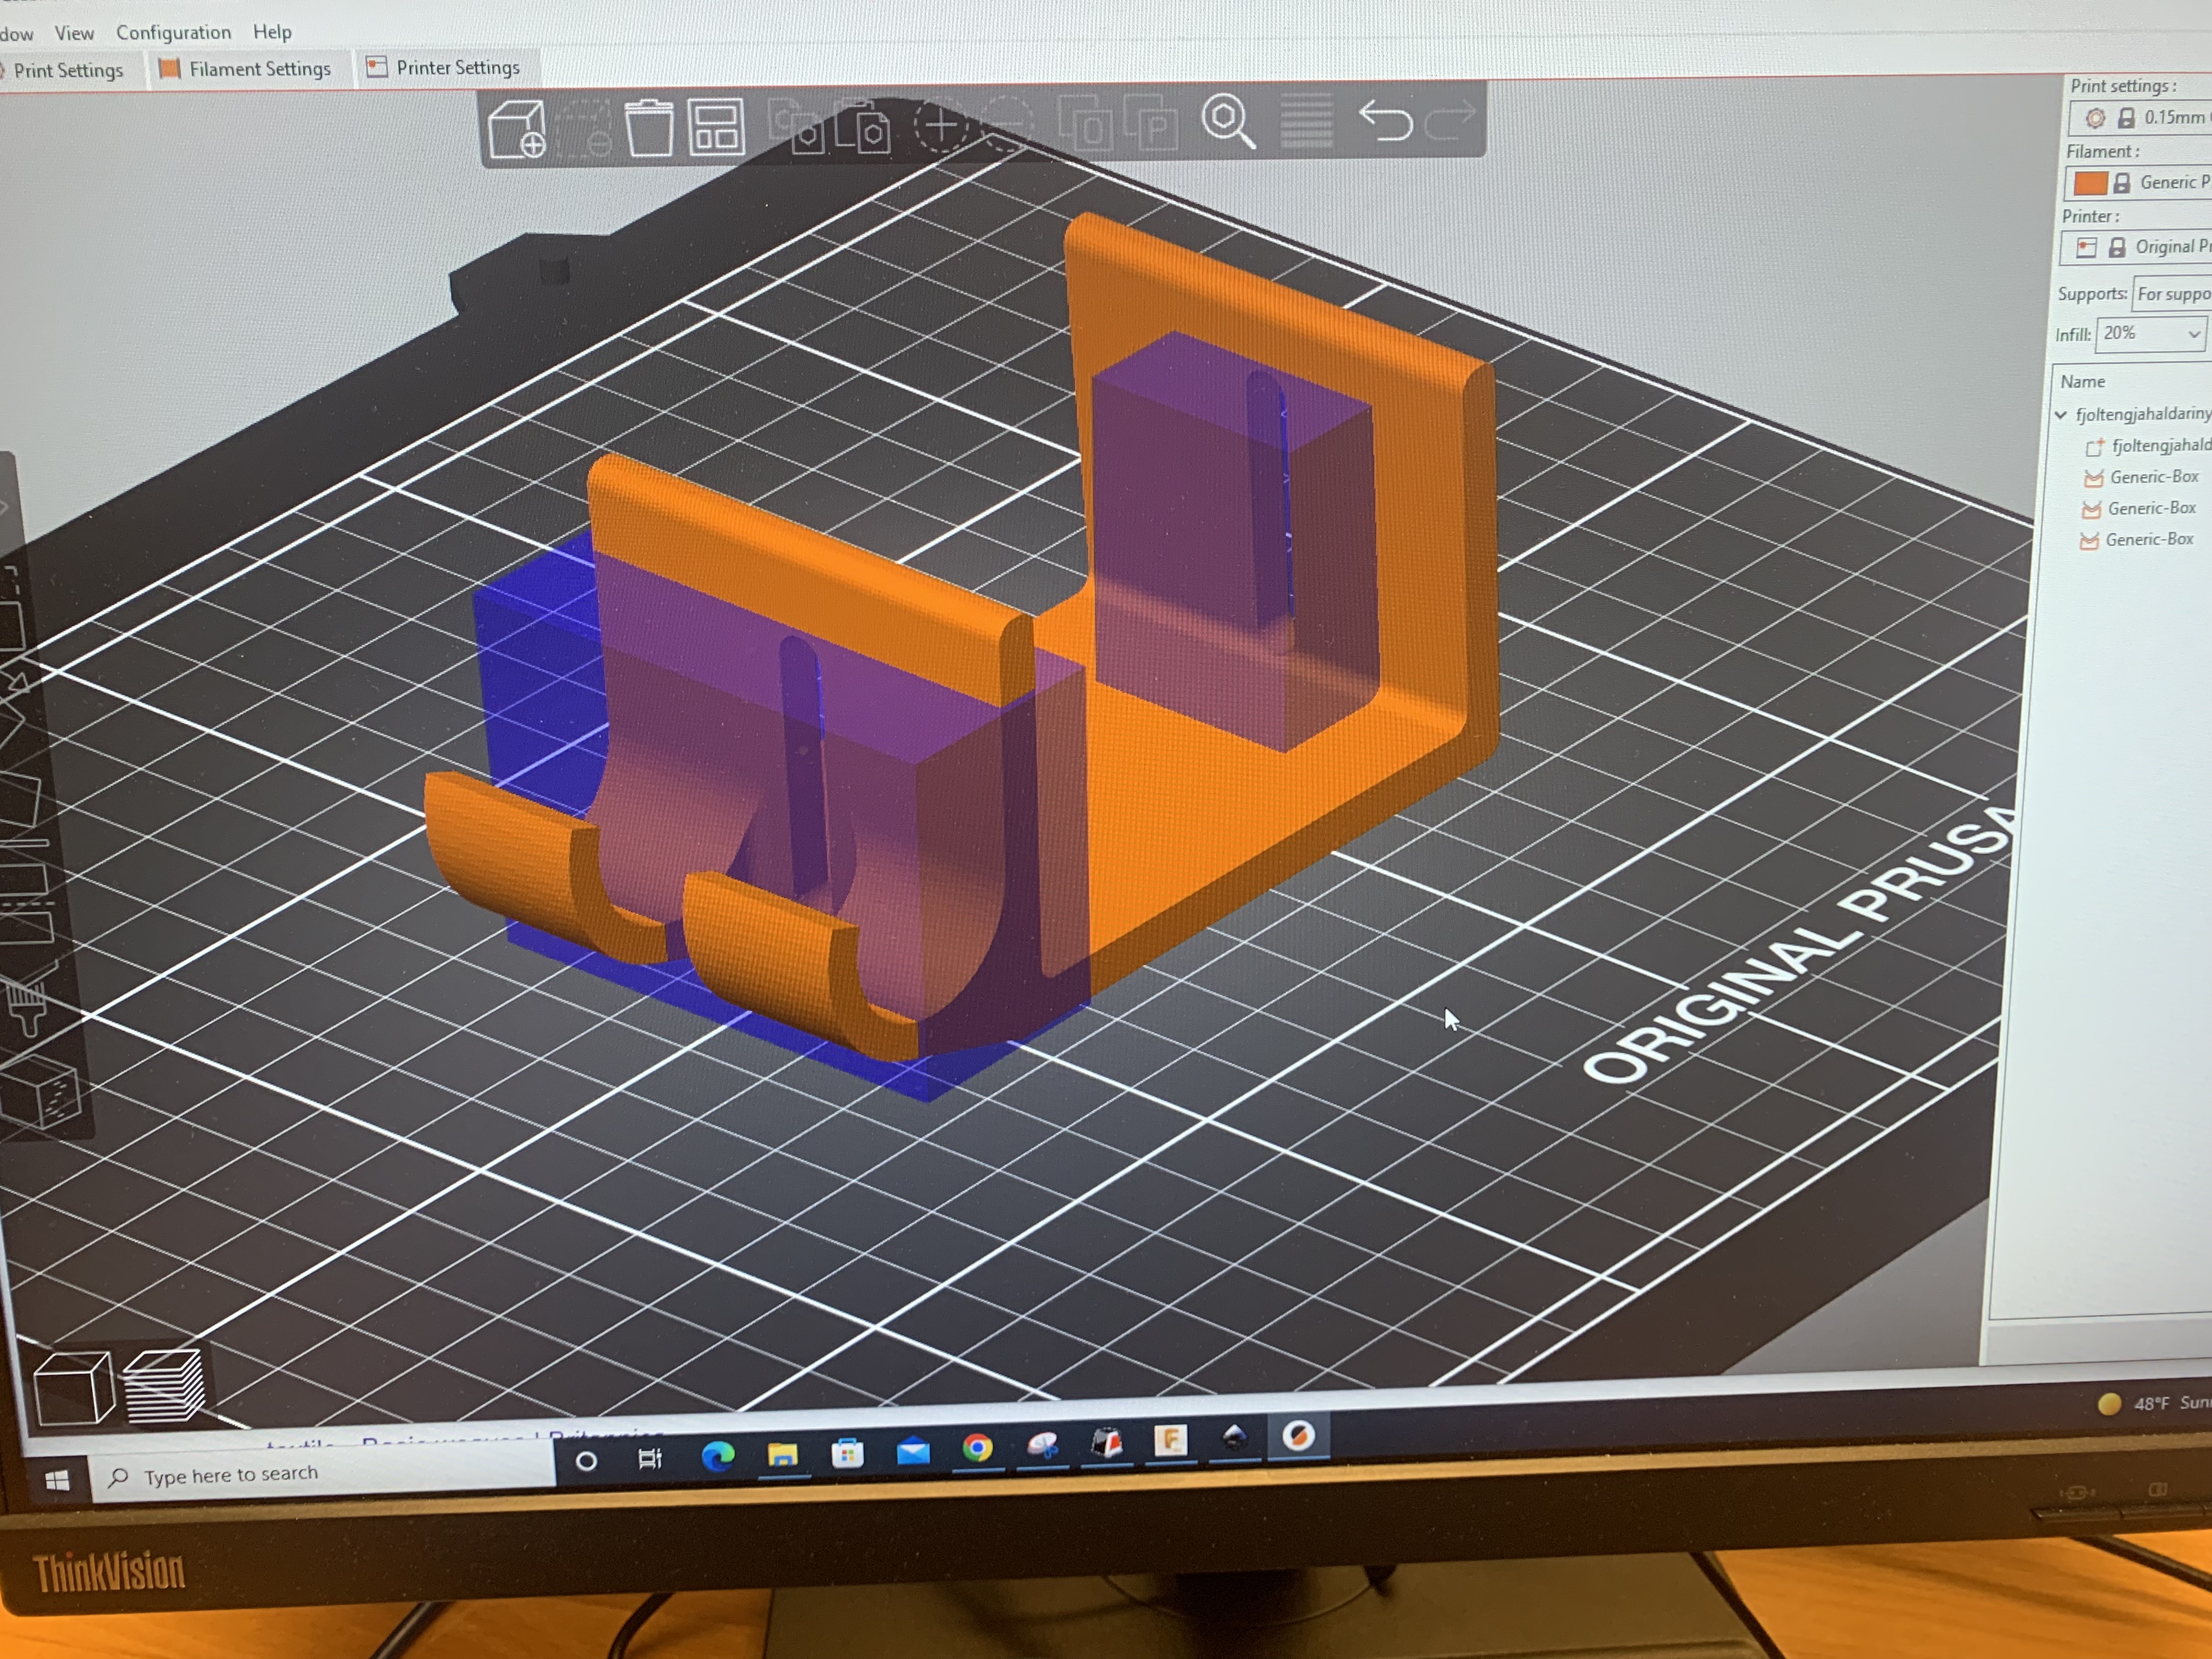 View Configuration Help
Print Settings Filament Settings Printer Settings
Print settings :
0.15mm
Filament :
Generic P
Printer :
Original
Supports: For suppo
Infill: 20%
Name
fjoltengjahaldariny
fjoltengjahald
Generic-Box
Generic-Box
Generic-Box
ORIGINAL PRUSA
48°F Sun
Type here to search
ThinkVision